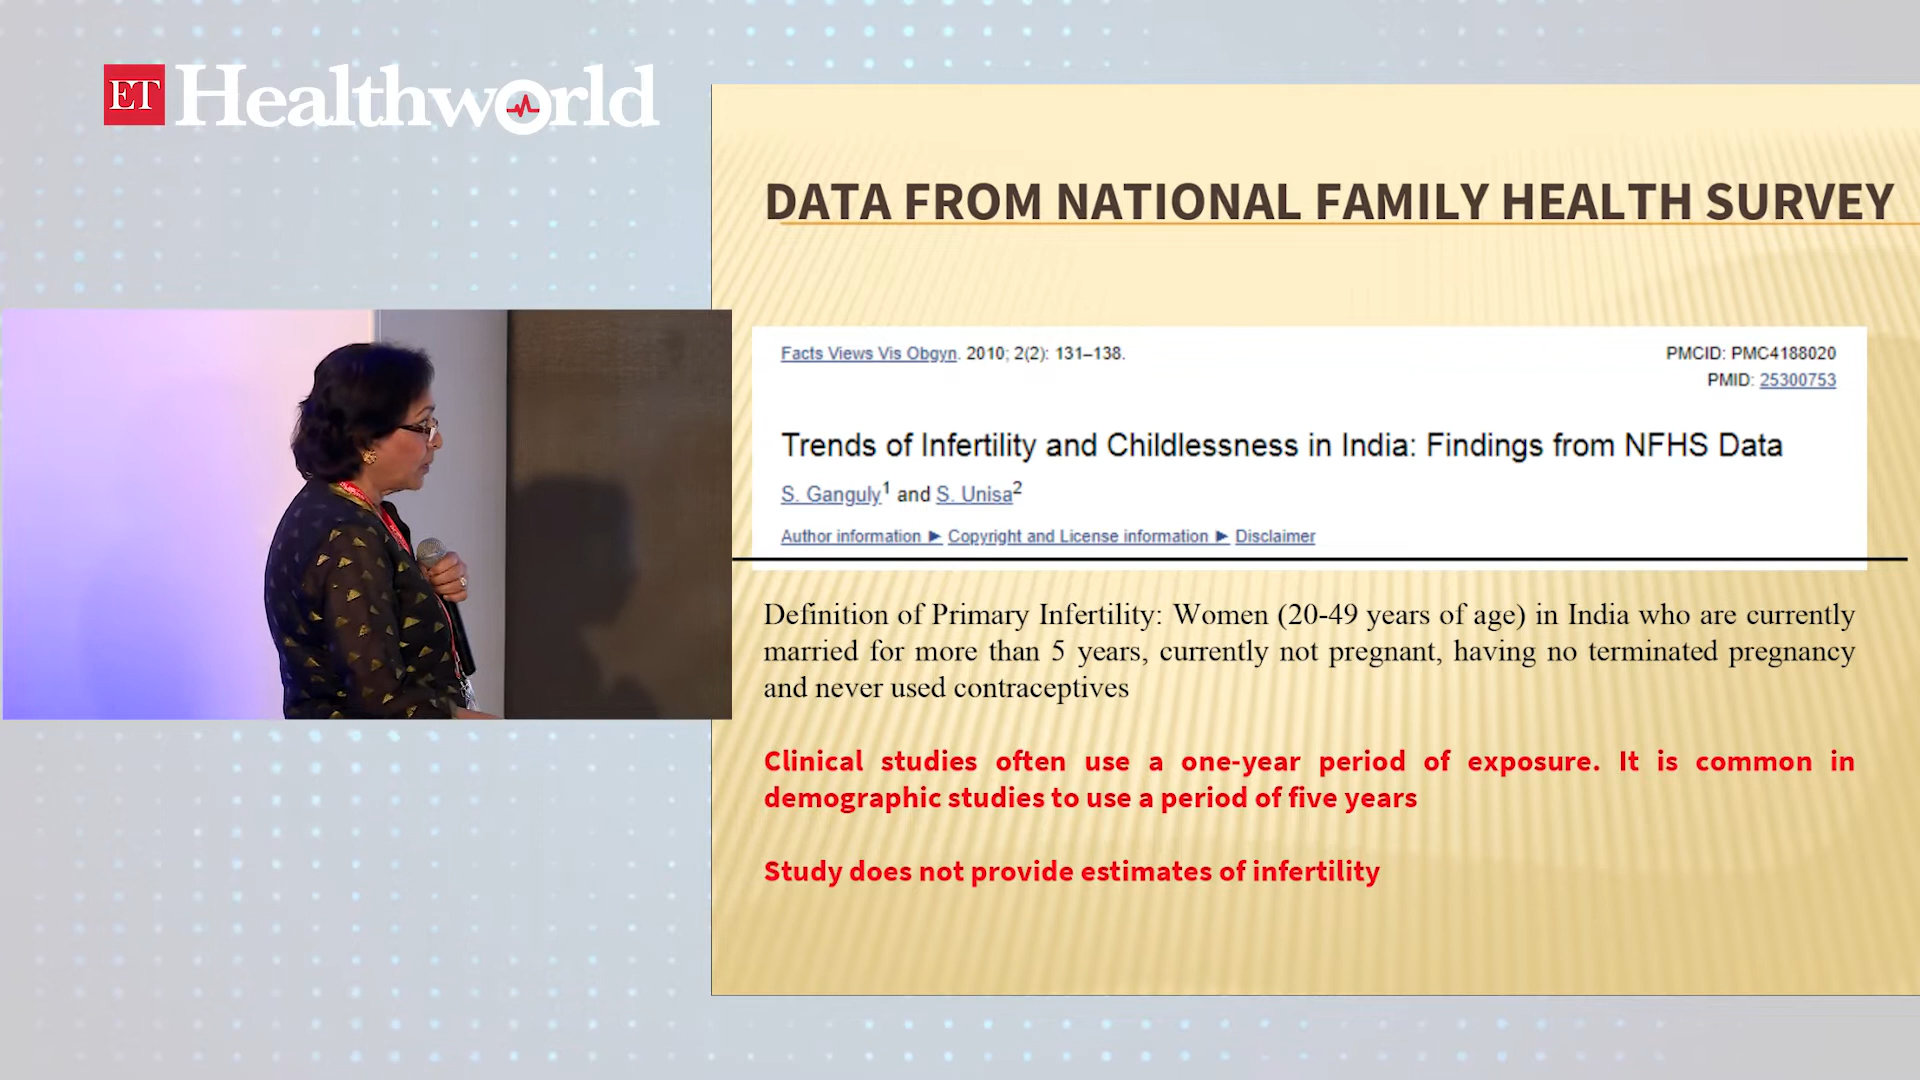 ET Healthworld
DATA FROM NATIONAL FAMILY HEALTH SURVEY
Facts Views Vis Obgyn. 2010; 2(2): 131–138.
PMCID: PMC4188020
PMID: 25300753
Trends of Infertility and Childlessness in India: Findings from NFHS Data
S. Ganguly1 and S. Unisa2
Author information ► Copyright and License information ► Disclaimer
Definition of Primary Infertility: Women (20-49 years of age) in India who are currently
married for more than 5 years, currently not pregnant, having no terminated pregnancy
and never used contraceptives
Clinical studies often use a one-year period of exposure. It is common in
demographic studies to use a period of five years
Study does not provide estimates of infertility